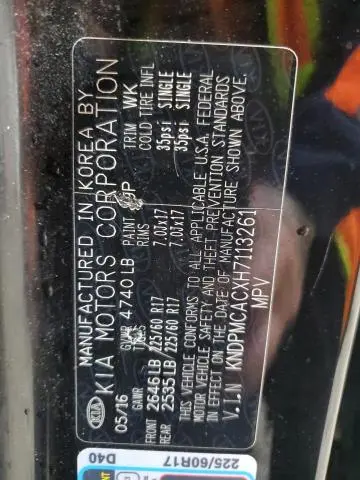 MANUFACTURED IN KOREA BY
KIA MOTORS CORPORATION
05/16 GVWR 4740LB PAINT P TRIM WK
GAWR TIRES RIMS COLD TIRE INFL
FRONT 2646LB 225/60 R17 7.0Jx17 35psi SINGLE
REAR 2535LB 225/60 R17 7.0Jx17 35psi SINGLE
THIS VEHICLE CONFORMS TO ALL APPLICABLE U.S.A. FEDERAL
MOTOR VEHICLE SAFETY AND THEFT PREVENTION STANDARDS
IN EFFECT ON THE DATE OF MANUFACTURE SHOWN ABOVE.
V.I.N KNDPMCACXH7113261
MPV
KIA
D40
225/60R17